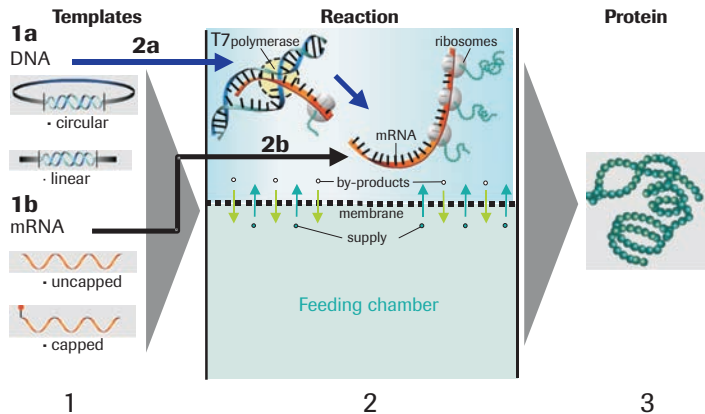 Templates
Reaction
Protein
1a
DNA
2a
T7 polymerase
ribosomes
· circular
mRNA
2b
· linear
by-products
1b
mRNA
membrane
supply
· uncapped
Feeding chamber
· capped
1
2
3